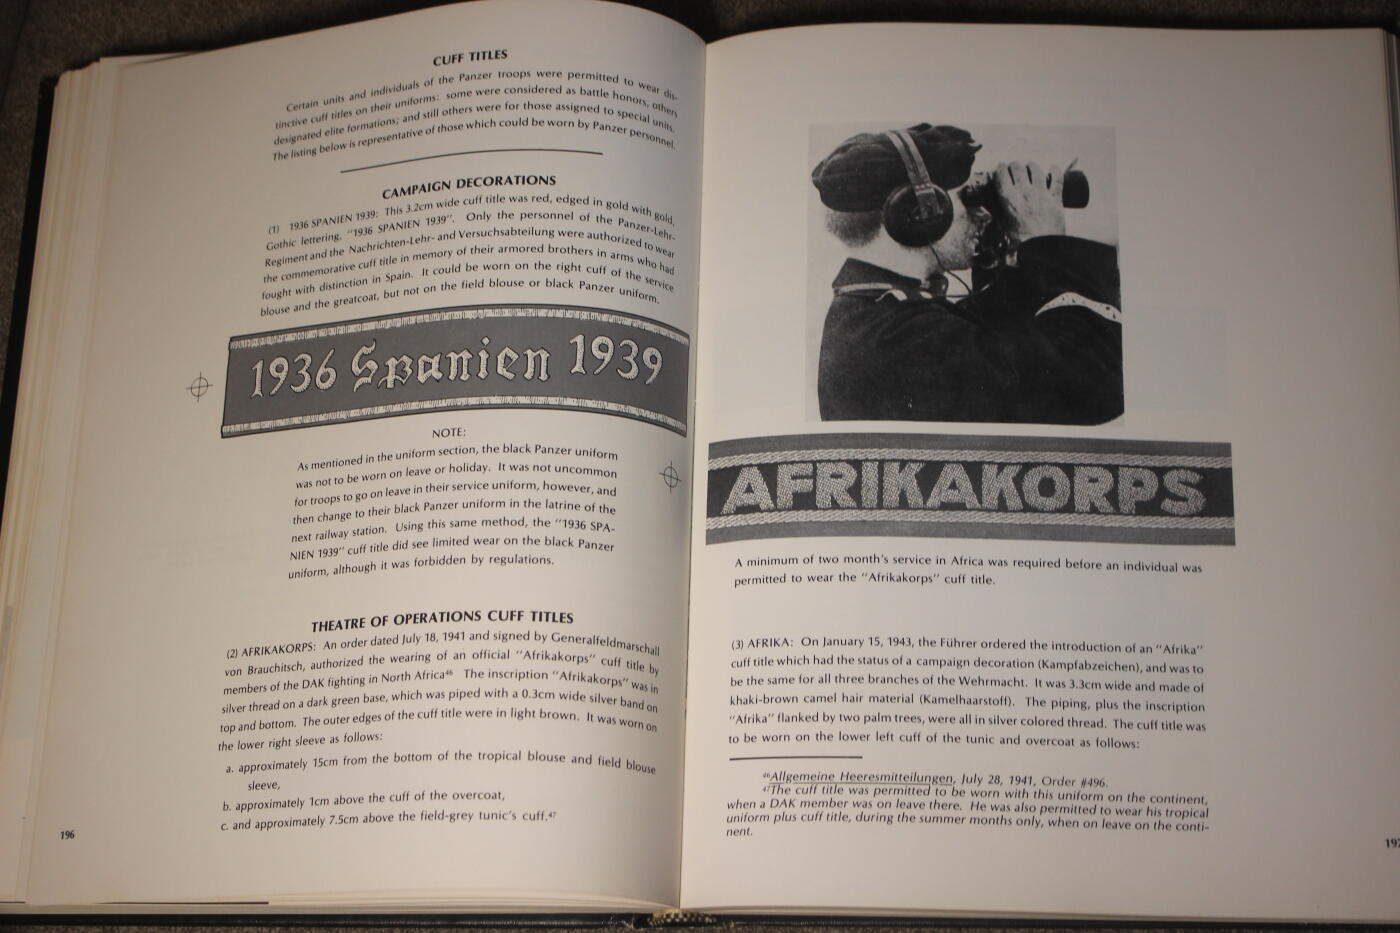 CUFF TITLES
Certain units and individuals of the Panzer troops were permitted to wear dis-
tinctive cuff titles on their uniforms: some were considered as battle honors, others
designated elite formations; and still others were for those assigned to special units.
The listing below is representative of those which could be worn by Panzer personnel.
CAMPAIGN DECORATIONS
(1) 1936 SPANIEN 1939: This 3.2cm wide cuff title was red, edged in gold with gold,
Gothic lettering, "1936 SPANIEN 1939". Only the personnel of the Panzer-Lehr-
Regiment and the Nachrichten-Lehr- and Versuchsabteilung were authorized to wear
the commemorative cuff title in memory of their armored brothers in arms who had
fought with distinction in Spain. It could be worn on the right cuff of the service
blouse and the greatcoat, but not on the field blouse or black Panzer uniform.
1936 Spanien 1939
NOTE:
As mentioned in the uniform section, the black Panzer uniform
was not to be worn on leave or holiday. It was not uncommon
for troops to go on leave in their service uniform, however, and
then change to their black Panzer uniform in the latrine of the
next railway station. Using this same method, the "1936 SPA-
NIEN 1939" cuff title did see limited wear on the black Panzer
uniform, although it was forbidden by regulations.
THEATRE OF OPERATIONS CUFF TITLES
(2) AFRIKAKORPS: An order dated July 18, 1941 and signed by Generalfeldmarschall
von Brauchitsch, authorized the wearing of an official "Afrikakorps" cuff title by
members of the DAK fighting in North Africa⁴⁶ The inscription "Afrikakorps" was in
silver thread on a dark green base, which was piped with a 0.3cm wide silver band on
top and bottom. The outer edges of the cuff title were in light brown. It was worn on
the lower right sleeve as follows:
a. approximately 15cm from the bottom of the tropical blouse and field blouse
sleeve,
b. approximately 1cm above the cuff of the overcoat,
c. and approximately 7.5cm above the field-grey tunic's cuff.⁴⁷
196
AFRIKAKORPS
A minimum of two month's service in Africa was required before an individual was
permitted to wear the "Afrikakorps" cuff title.
(3) AFRIKA: On January 15, 1943, the Führer ordered the introduction of an "Afrika"
cuff title which had the status of a campaign decoration (Kampfabzeichen), and was to
be the same for all three branches of the Wehrmacht. It was 3.3cm wide and made of
khaki-brown camel hair material (Kamelhaarstoff). The piping, plus the inscription
"Afrika" flanked by two palm trees, were all in silver colored thread. The cuff title was
to be worn on the lower left cuff of the tunic and overcoat as follows:
⁴⁶Allgemeine Heeresmitteilungen, July 28, 1941, Order #496.
⁴⁷The cuff title was permitted to be worn with this uniform on the continent,
when a DAK member was on leave there. He was also permitted to wear his tropical
uniform plus cuff title, during the summer months only, when on leave on the conti-
nent.